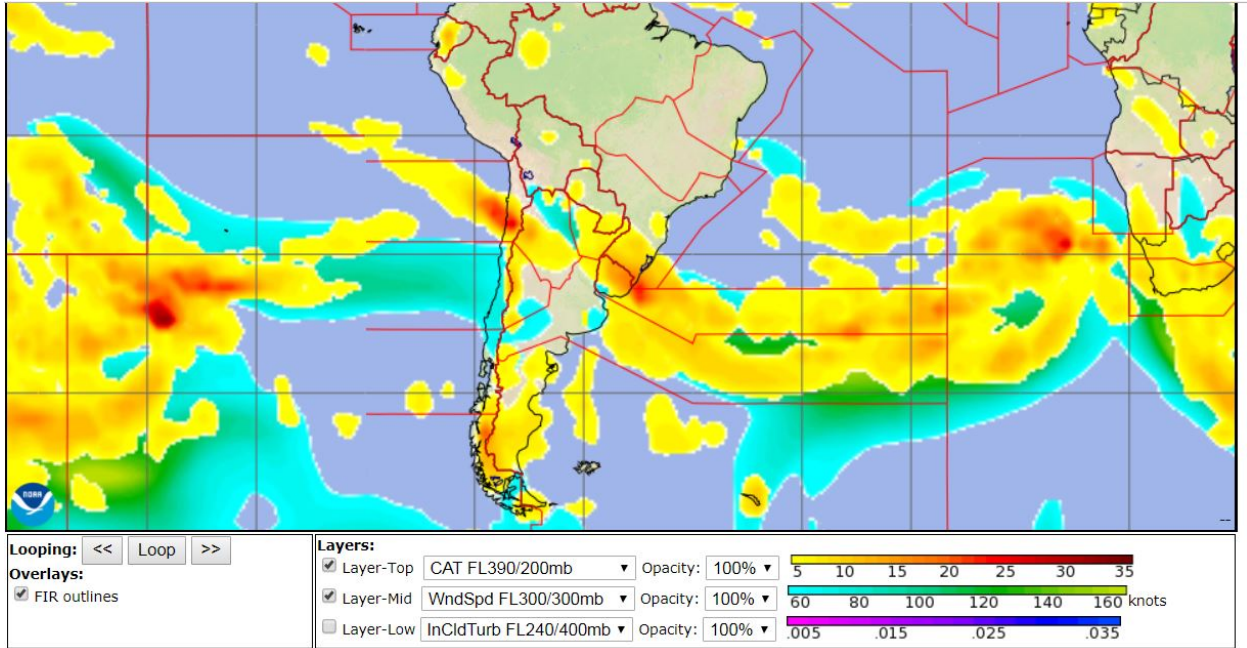 NOAA
Looping: << Loop >>
Overlays:
FIR outlines
Layers:
Layer-Top CAT FL390/200mb Opacity: 100%
5 10 15 20 25 30 35
Layer-Mid WndSpd FL300/300mb Opacity: 100%
60 80 100 120 140 160 knots
Layer-Low InCldTurb FL240/400mb Opacity: 100%
.005 .015 .025 .035